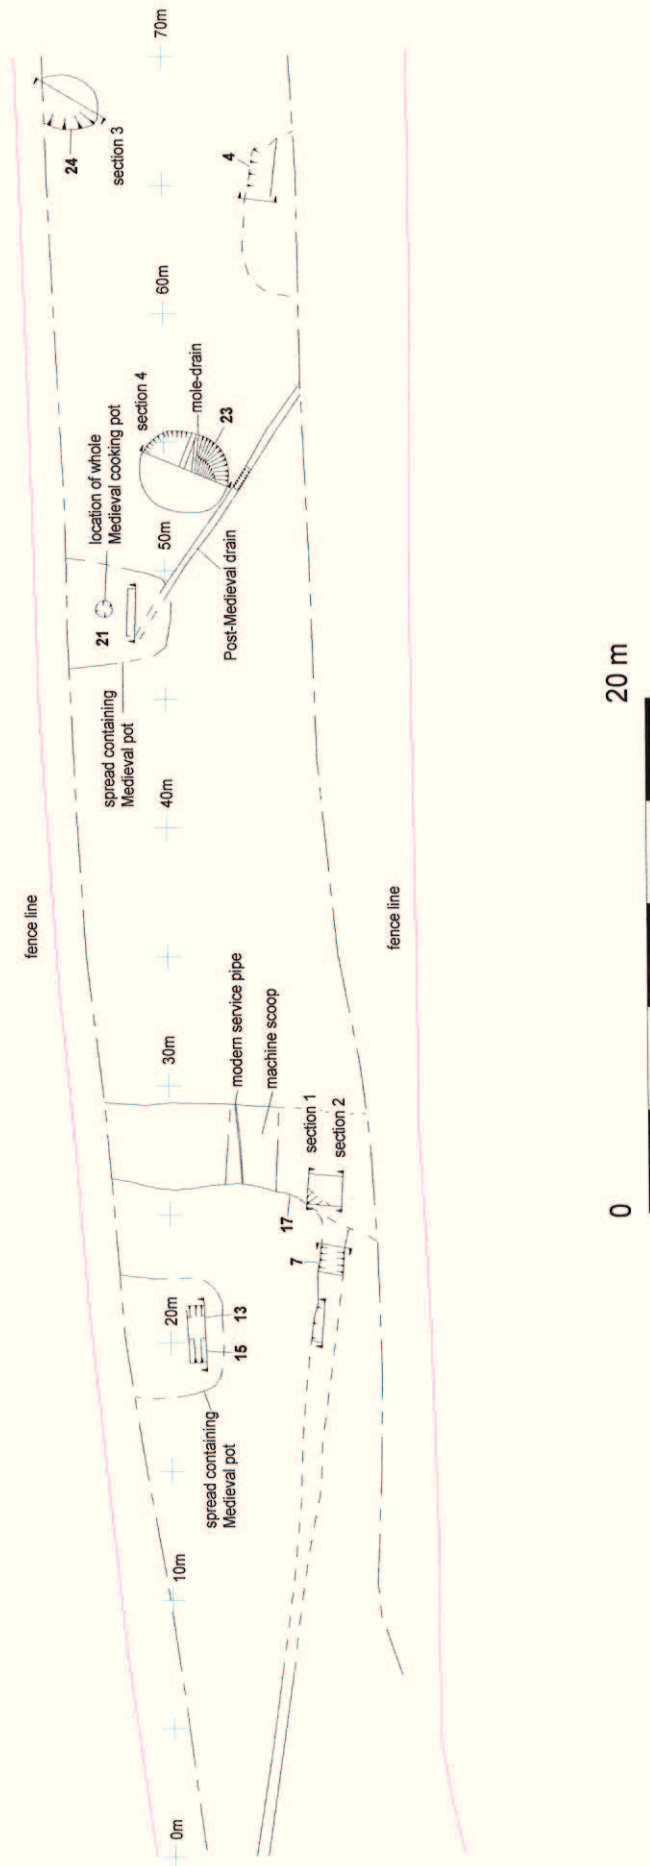 70m
24
section 3
4
60m
section 4
mole-drain
23
location of whole
Medieval cooking pot
50m
21
Post-Medieval drain
spread containing
Medieval pot
40m
fence line
fence line
30m
modern service pipe
machine scoop
section 1
section 2
17
7
20m
13
15
spread containing
Medieval pot
10m
0m
0
20 m